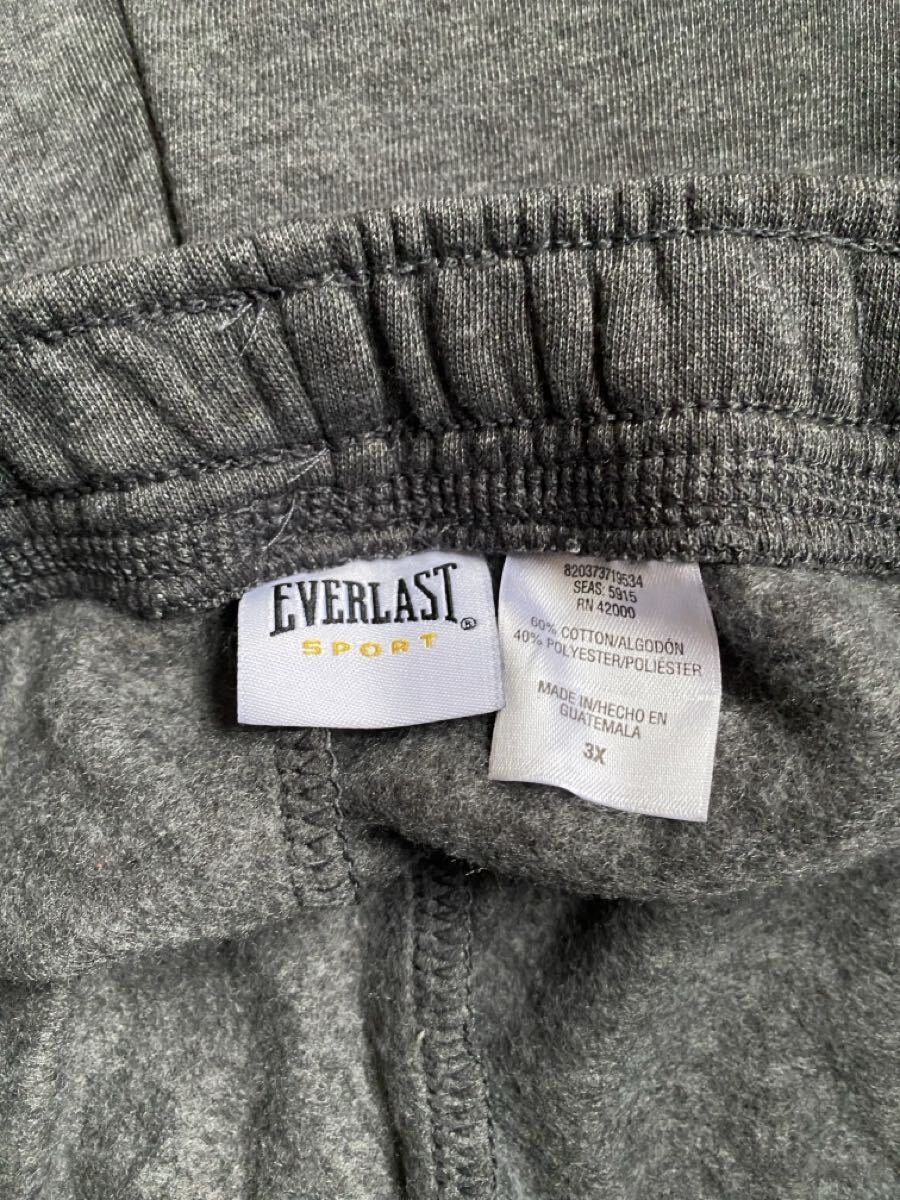 EVERLAST®
SPORT
820373719534
SEAS: 5915
RN 42000
60% COTTON/ALGODÓN
40% POLYESTER/POLIÉSTER
MADE IN/HECHO EN
GUATEMALA
3X